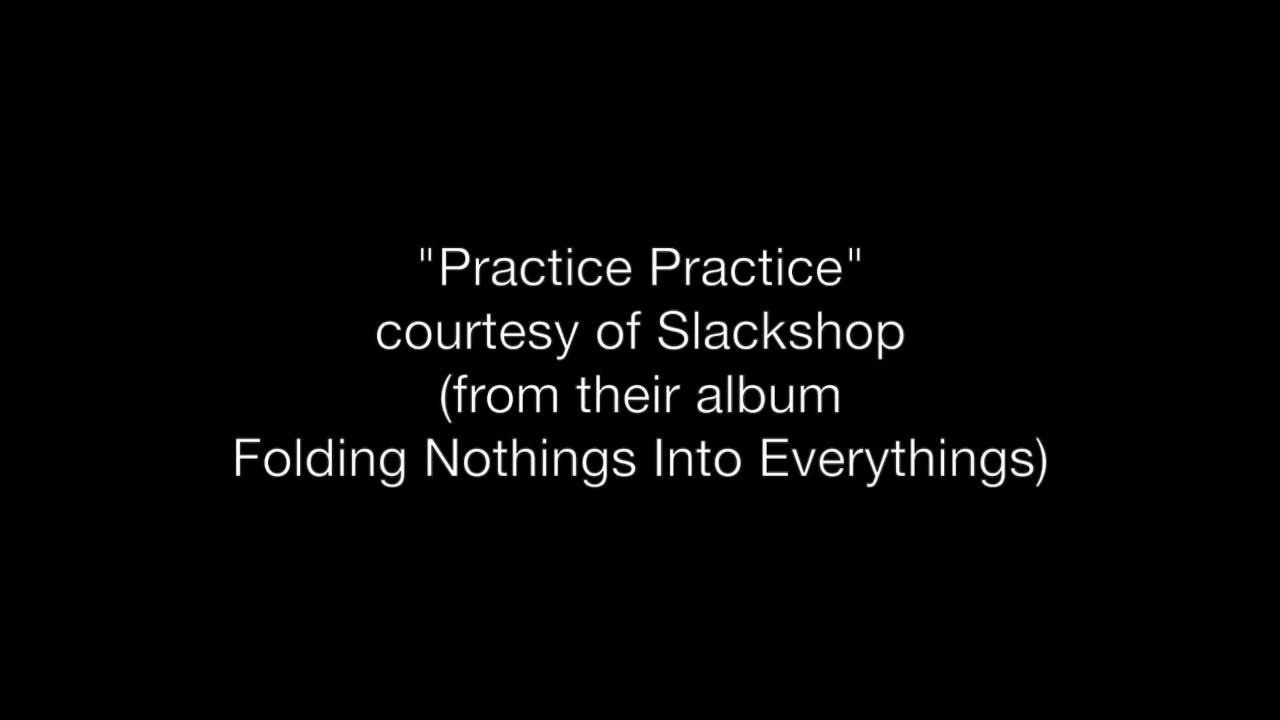 "Practice Practice"
courtesy of Slackshop
(from their album
Folding Nothings Into Everythings)